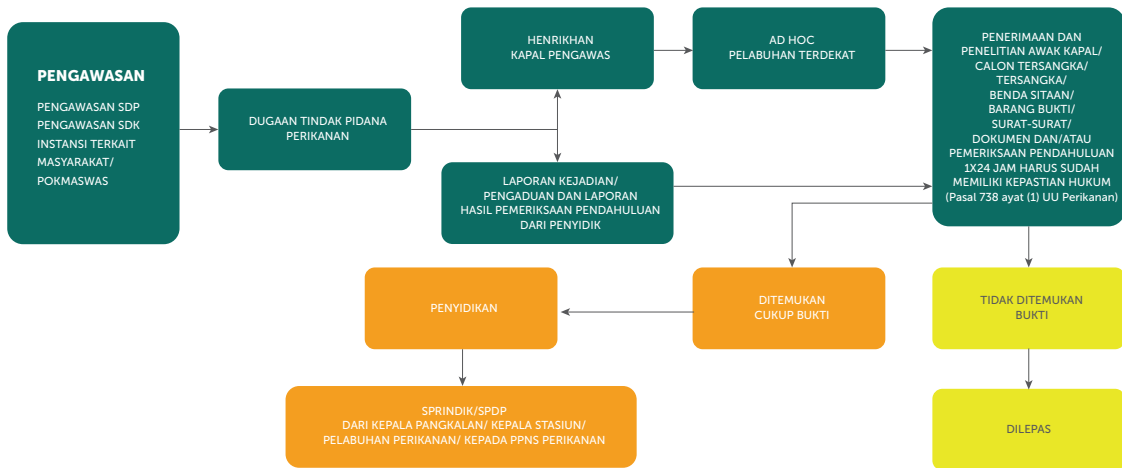 PENGAWASAN
PENGAWASAN SDP
PENGAWASAN SDK
INSTANSI TERKAIT
MASYARAKAT/
POKMASWAS
DUGAAN TINDAK PIDANA
PERIKANAN
HENRIKHAN
KAPAL PENGAWAS
AD HOC
PELABUHAN TERDEKAT
PENERIMAAN DAN
PENELITIAN AWAK KAPAL/
CALON TERSANGKA/
TERSANGKA/
BENDA SITAAN/
BARANG BUKTI/
SURAT-SURAT/
DOKUMEN DAN/ATAU
PEMERIKSAAN PENDAHULUAN
1X24 JAM HARUS SUDAH
MEMILIKI KEPASTIAN HUKUM
(Pasal 738 ayat (1) UU Perikanan)
LAPORAN KEJADIAN/
PENGADUAN DAN LAPORAN
HASIL PEMERIKSAAN PENDAHULUAN
DARI PENYIDIK
PENYIDIKAN
DITEMUKAN
CUKUP BUKTI
TIDAK DITEMUKAN
BUKTI
SPRINDIK/SPDP
DARI KEPALA PANGKALAN/ KEPALA STASIUN/
PELABUHAN PERIKANAN/ KEPADA PPNS PERIKANAN
DILEPAS